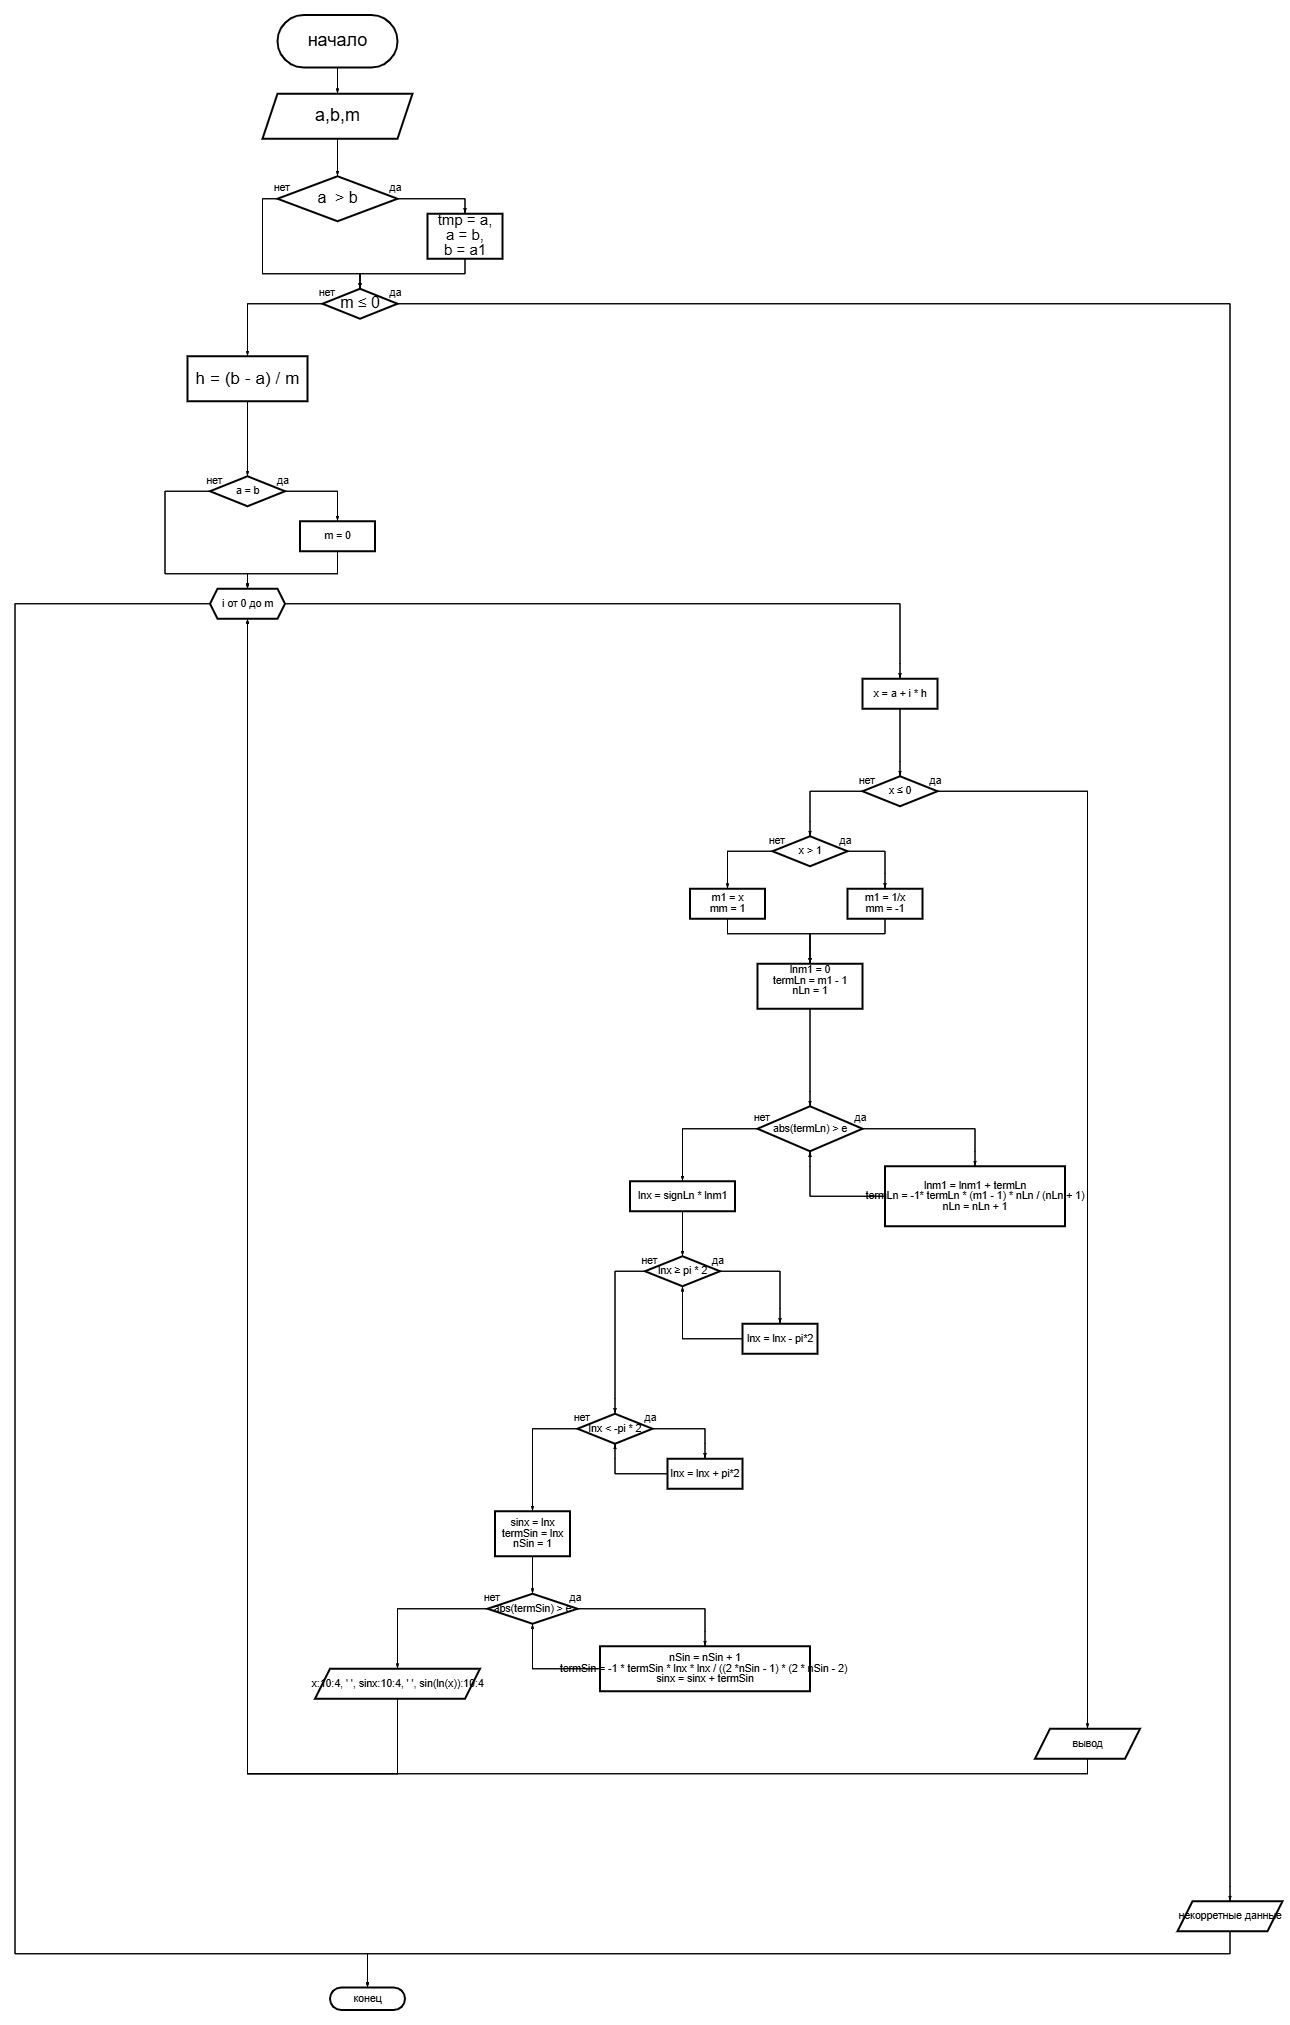 начало
a,b,m
нет
да
a > b
tmp = a,
a = b,
b = a1
нет
да
m ≤ 0
h = (b - a) / m
нет
да
a = b
m = 0
i от 0 до m
x = a + i * h
нет
да
x ≤ 0
нет
да
x > 1
m1 = x
mm = 1
m1 = 1/x
mm = -1
lnm1 = 0
termLn = m1 - 1
nLn = 1
нет
да
abs(termLn) > e
lnm1 = lnm1 + termLn
termLn = -1* termLn * (m1 - 1) * nLn / (nLn + 1)
nLn = nLn + 1
lnx = signLn * lnm1
нет
да
lnx ≥ pi * 2
lnx = lnx - pi*2
нет
да
lnx < -pi * 2
lnx = lnx + pi*2
sinx = lnx
termSin = lnx
nSin = 1
нет
да
abs(termSin) > e
nSin = nSin + 1
termSin = -1 * termSin * lnx * lnx / ((2 *nSin - 1) * (2 * nSin - 2)
sinx = sinx + termSin
x:10:4, ' ', sinx:10:4, ' ', sin(ln(x)):10:4
вывод
некорретные данные
конец